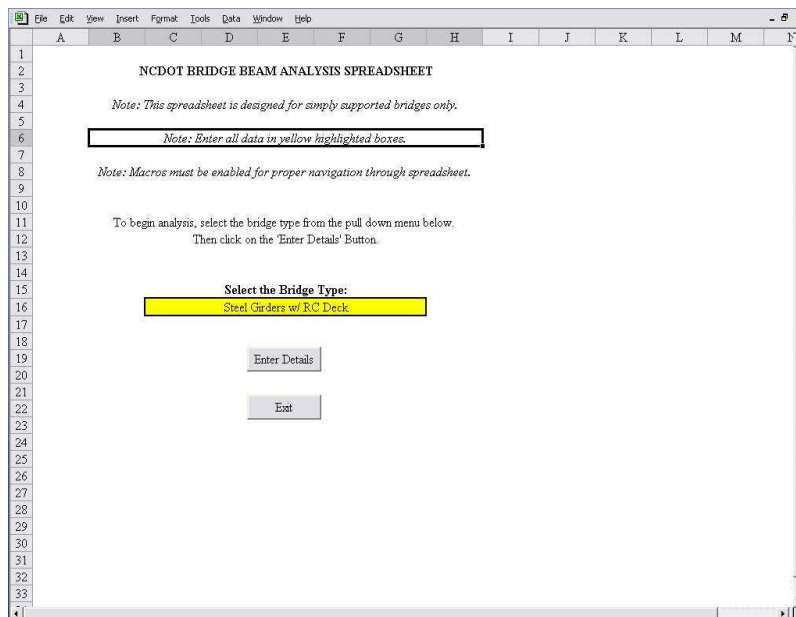 File Edit View Insert Format Tools Data Window Help
A B C D E F G H I J K L M N
1
2 NCDOT BRIDGE BEAM ANALYSIS SPREADSHEET
3
4 Note: This spreadsheet is designed for simply supported bridges only.
5
6 Note: Enter all data in yellow highlighted boxes.
7
8 Note: Macros must be enabled for proper navigation through spreadsheet.
9
10
11 To begin analysis, select the bridge type from the pull down menu below.
12 Then click on the 'Enter Details' Button.
13
14
15 Select the Bridge Type:
16 Steel Girders w/ RC Deck
17
18
19 Enter Details
20
21
22 Exit
23
24
25
26
27
28
29
30
31
32
33